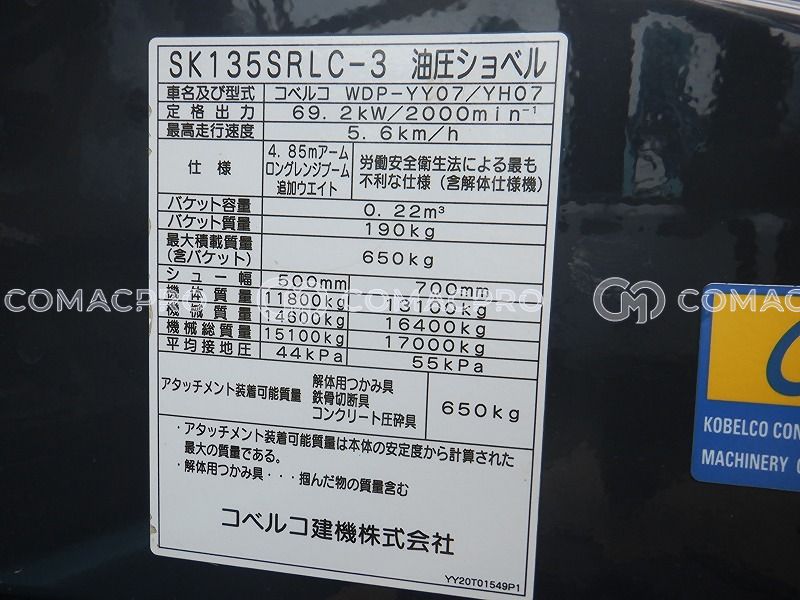 SK135SRLC-3 油圧ショベル
車名及び型式 コベルコ WDP-YY07/YH07
定格出力 69.2kW/2000min⁻¹
最高走行速度 5.6km/h
仕様 4.85mアーム ロングレンジブーム 追加ウエイト 労働安全衛生法による最も不利な仕様(含解体仕様機)
バケット容量 0.22m³
バケット質量 190kg
最大積載質量(含バケット) 650kg
シュー幅 500mm 700mm
機体質量 11800kg 13100kg
機械質量 14600kg 16400kg
機械総質量 15100kg 17000kg
平均接地圧 44kPa 55kPa
アタッチメント装着可能質量 解体用つかみ具 鉄骨切断具 コンクリート圧砕具 650kg
・アタッチメント装着可能質量は本体の安定度から計算された
最大の質量である。
・解体用つかみ具・・・掴んだ物の質量含む
コベルコ建機株式会社
YY20T01549P1
KOBELCO CON
MACHINERY
COMACPRO COMACPRO COMAC